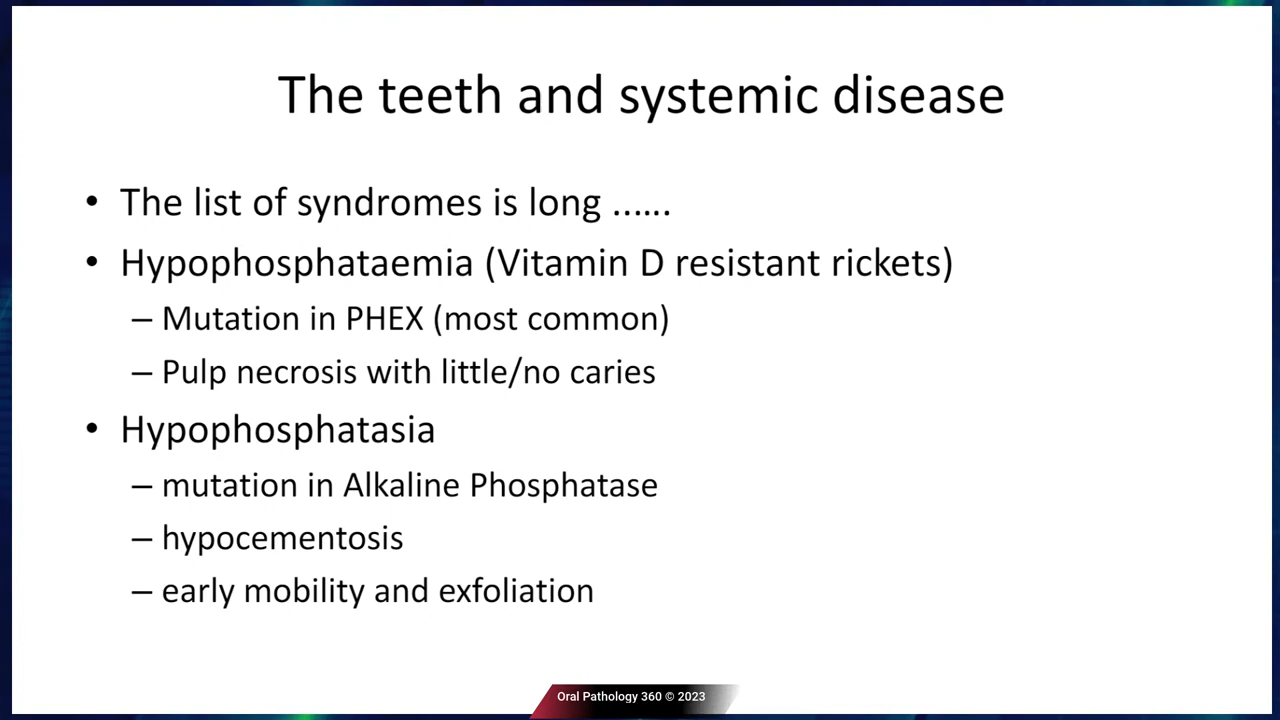 The teeth and systemic disease
• The list of syndromes is long ......
• Hypophosphataemia (Vitamin D resistant rickets)
– Mutation in PHEX (most common)
– Pulp necrosis with little/no caries
• Hypophosphatasia
– mutation in Alkaline Phosphatase
– hypocementosis
– early mobility and exfoliation
Oral Pathology 360 © 2023